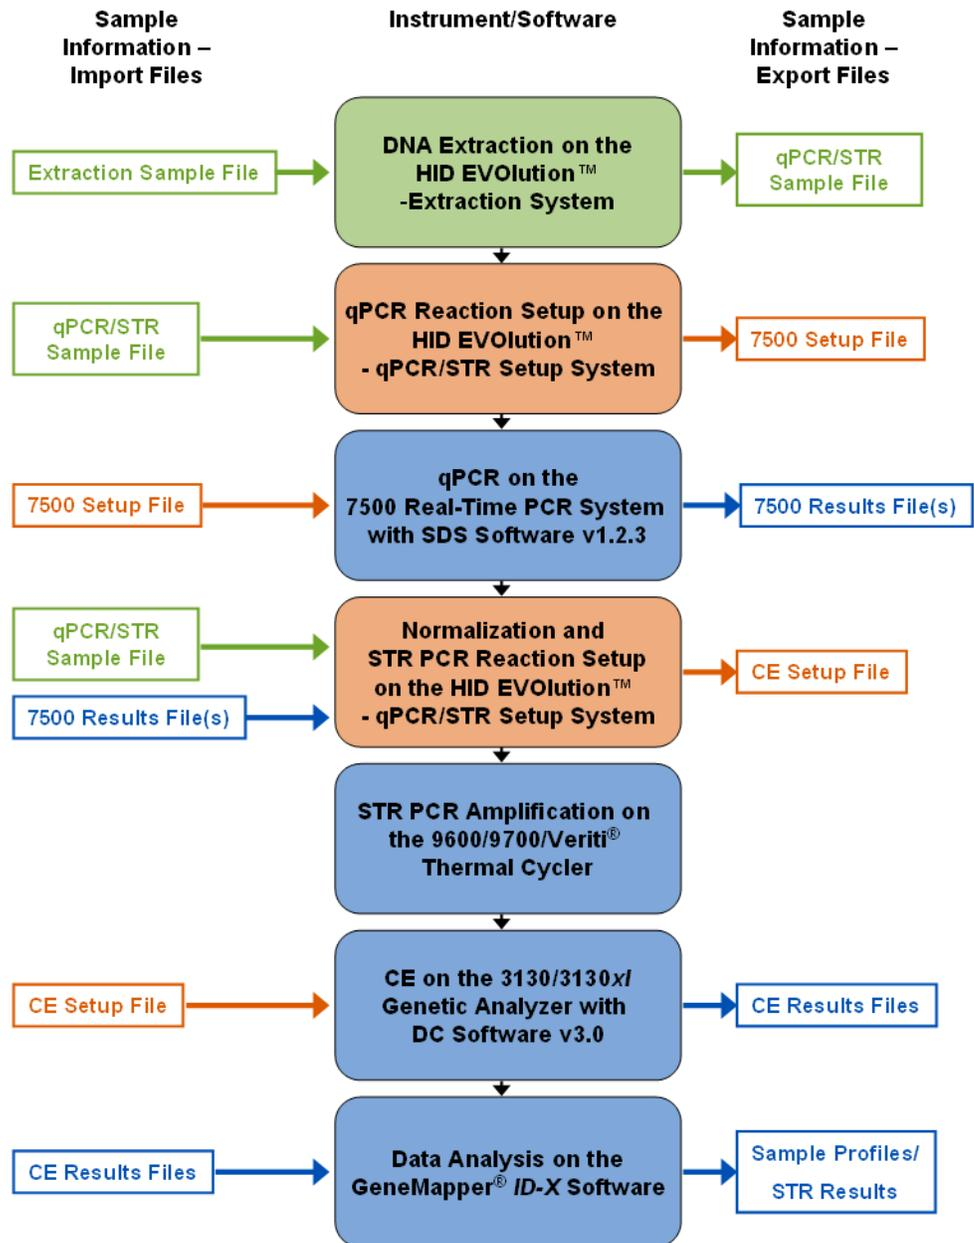 Sample
Information –
Import Files
Instrument/Software
Sample
Information –
Export Files
Extraction Sample File
DNA Extraction on the
HID EVOlution™
-Extraction System
qPCR/STR
Sample File
qPCR/STR
Sample File
qPCR Reaction Setup on the
HID EVOlution™
- qPCR/STR Setup System
7500 Setup File
7500 Setup File
qPCR on the
7500 Real-Time PCR System
with SDS Software v1.2.3
7500 Results File(s)
qPCR/STR
Sample File
7500 Results File(s)
Normalization and
STR PCR Reaction Setup
on the HID EVOlution™
- qPCR/STR Setup System
CE Setup File
STR PCR Amplification on
the 9600/9700/Veriti®
Thermal Cycler
CE Setup File
CE on the 3130/3130xl
Genetic Analyzer with
DC Software v3.0
CE Results Files
CE Results Files
Data Analysis on the
GeneMapper® ID-X Software
Sample Profiles/
STR Results